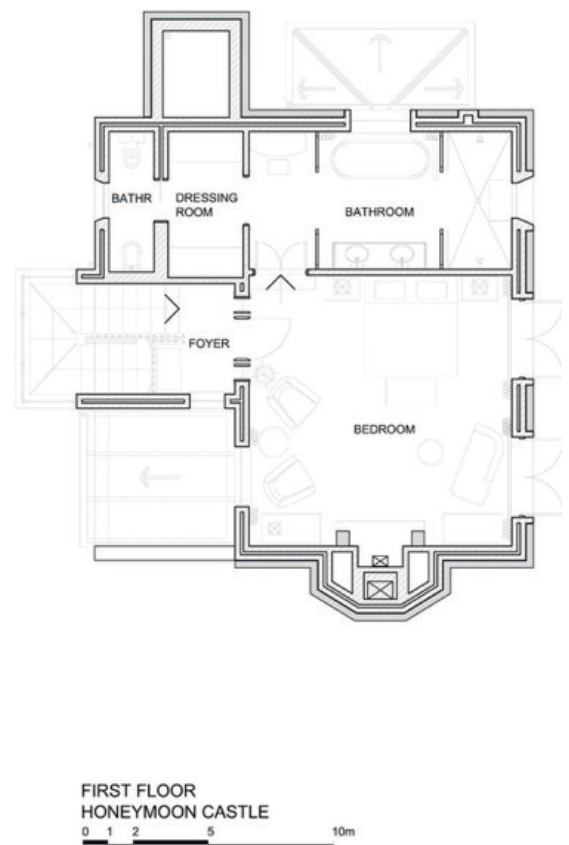 BATHR
DRESSING
ROOM
BATHROOM
FOYER
BEDROOM
FIRST FLOOR
HONEYMOON CASTLE
0 1 2 5 10m